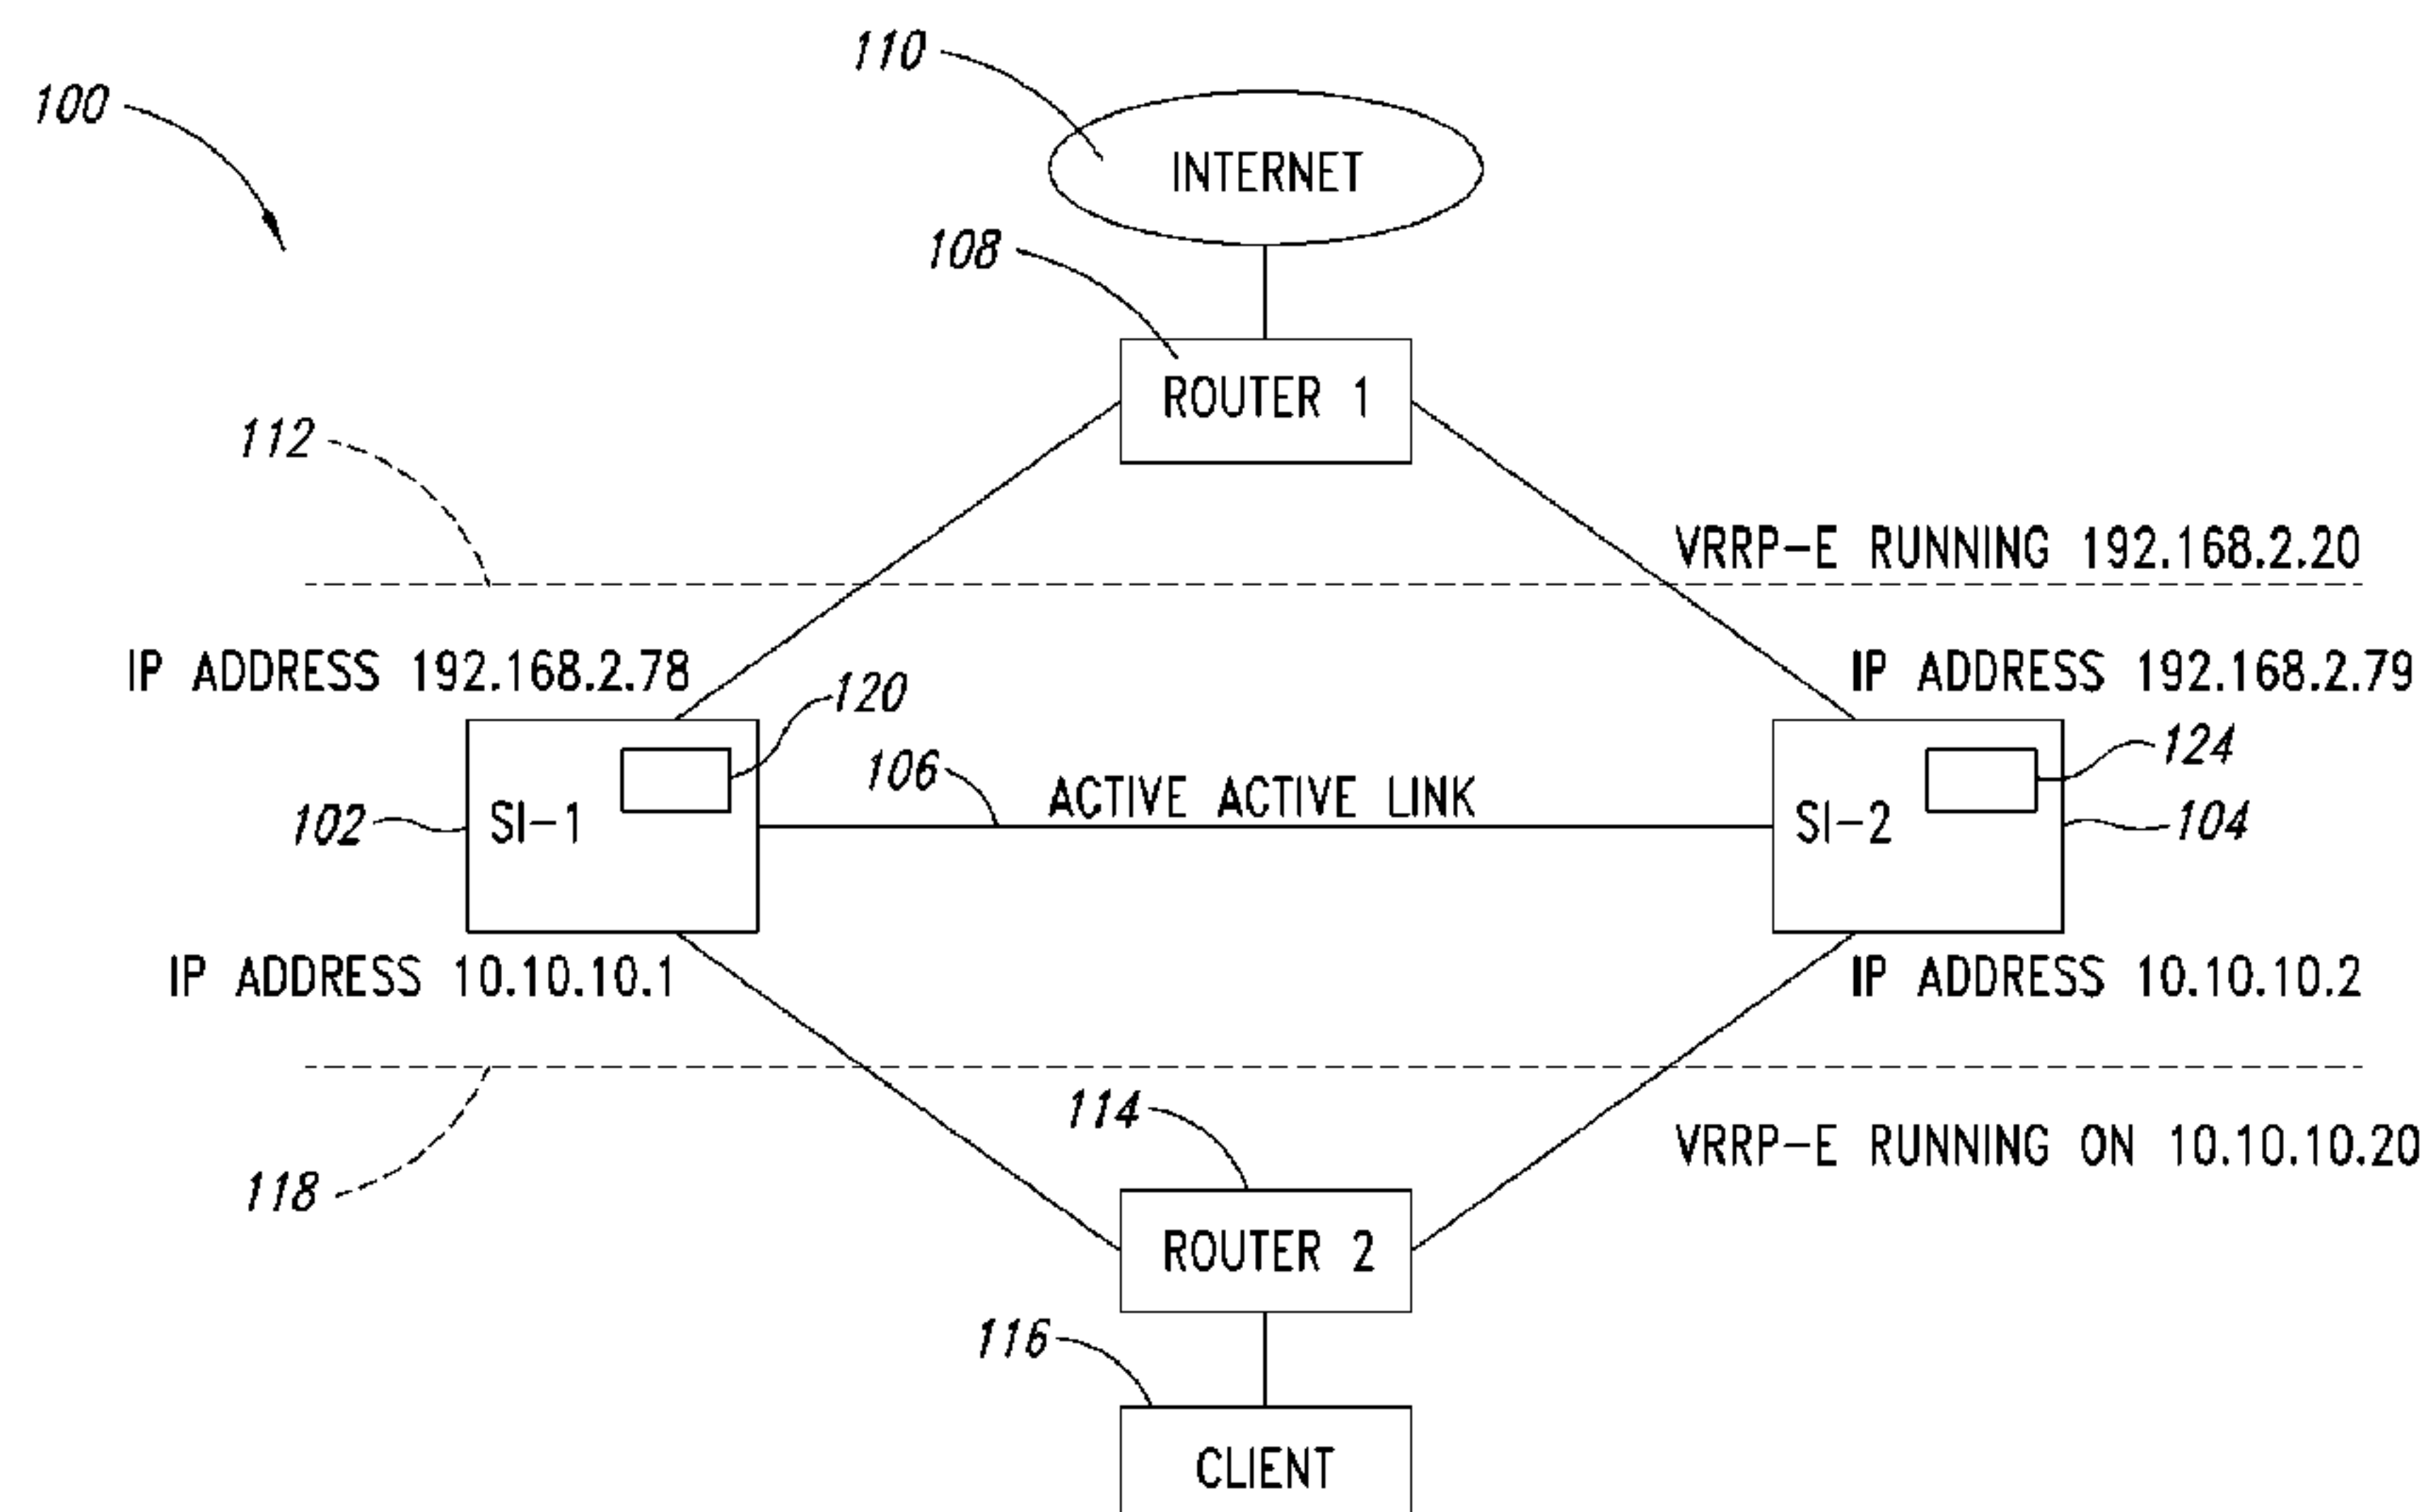 110
100
INTERNET
108
ROUTER 1
112
VRRP-E RUNNING 192.168.2.20
IP ADDRESS 192.168.2.78
IP ADDRESS 192.168.2.79
120
124
106
ACTIVE ACTIVE LINK
102
SI-1
SI-2
104
IP ADDRESS 10.10.10.1
IP ADDRESS 10.10.10.2
114
VRRP-E RUNNING ON 10.10.10.20
118
ROUTER 2
116
CLIENT